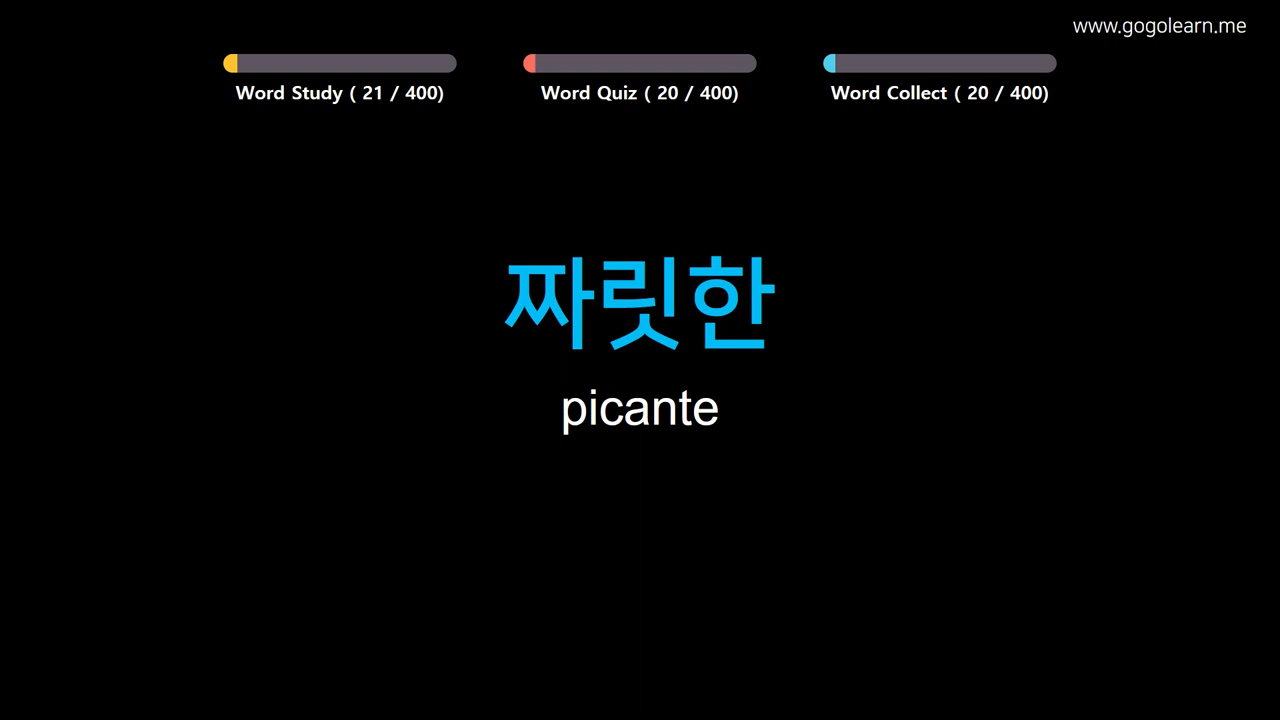 www.gogolearn.me
Word Study ( 21 / 400)
Word Quiz ( 20 / 400)
Word Collect ( 20 / 400)
짜릿한
picante